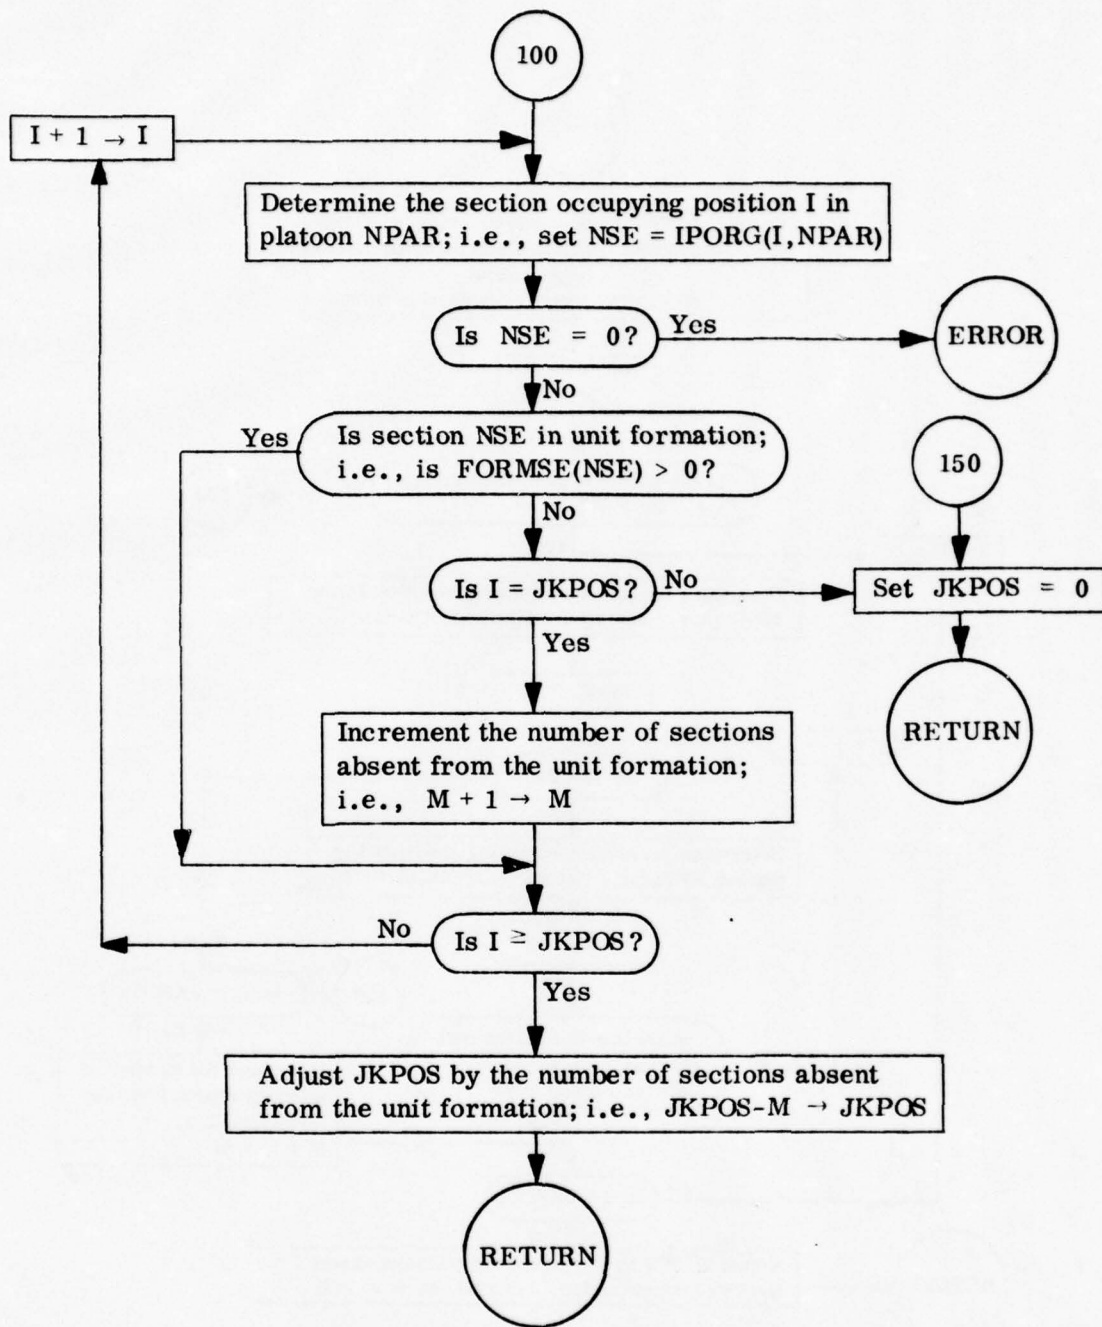 100
I + 1 → I
Determine the section occupying position I in
platoon NPAR; i.e., set NSE = IPORG(I,NPAR)
Is NSE = 0?
Yes
ERROR
No
Yes
Is section NSE in unit formation;
i.e., is FORMSE(NSE) > 0?
150
No
Is I = JKPOS?
No
Set JKPOS = 0
Yes
RETURN
Increment the number of sections
absent from the unit formation;
i.e., M + 1 → M
No
Is I ≥ JKPOS?
Yes
Adjust JKPOS by the number of sections absent
from the unit formation; i.e., JKPOS-M → JKPOS
RETURN